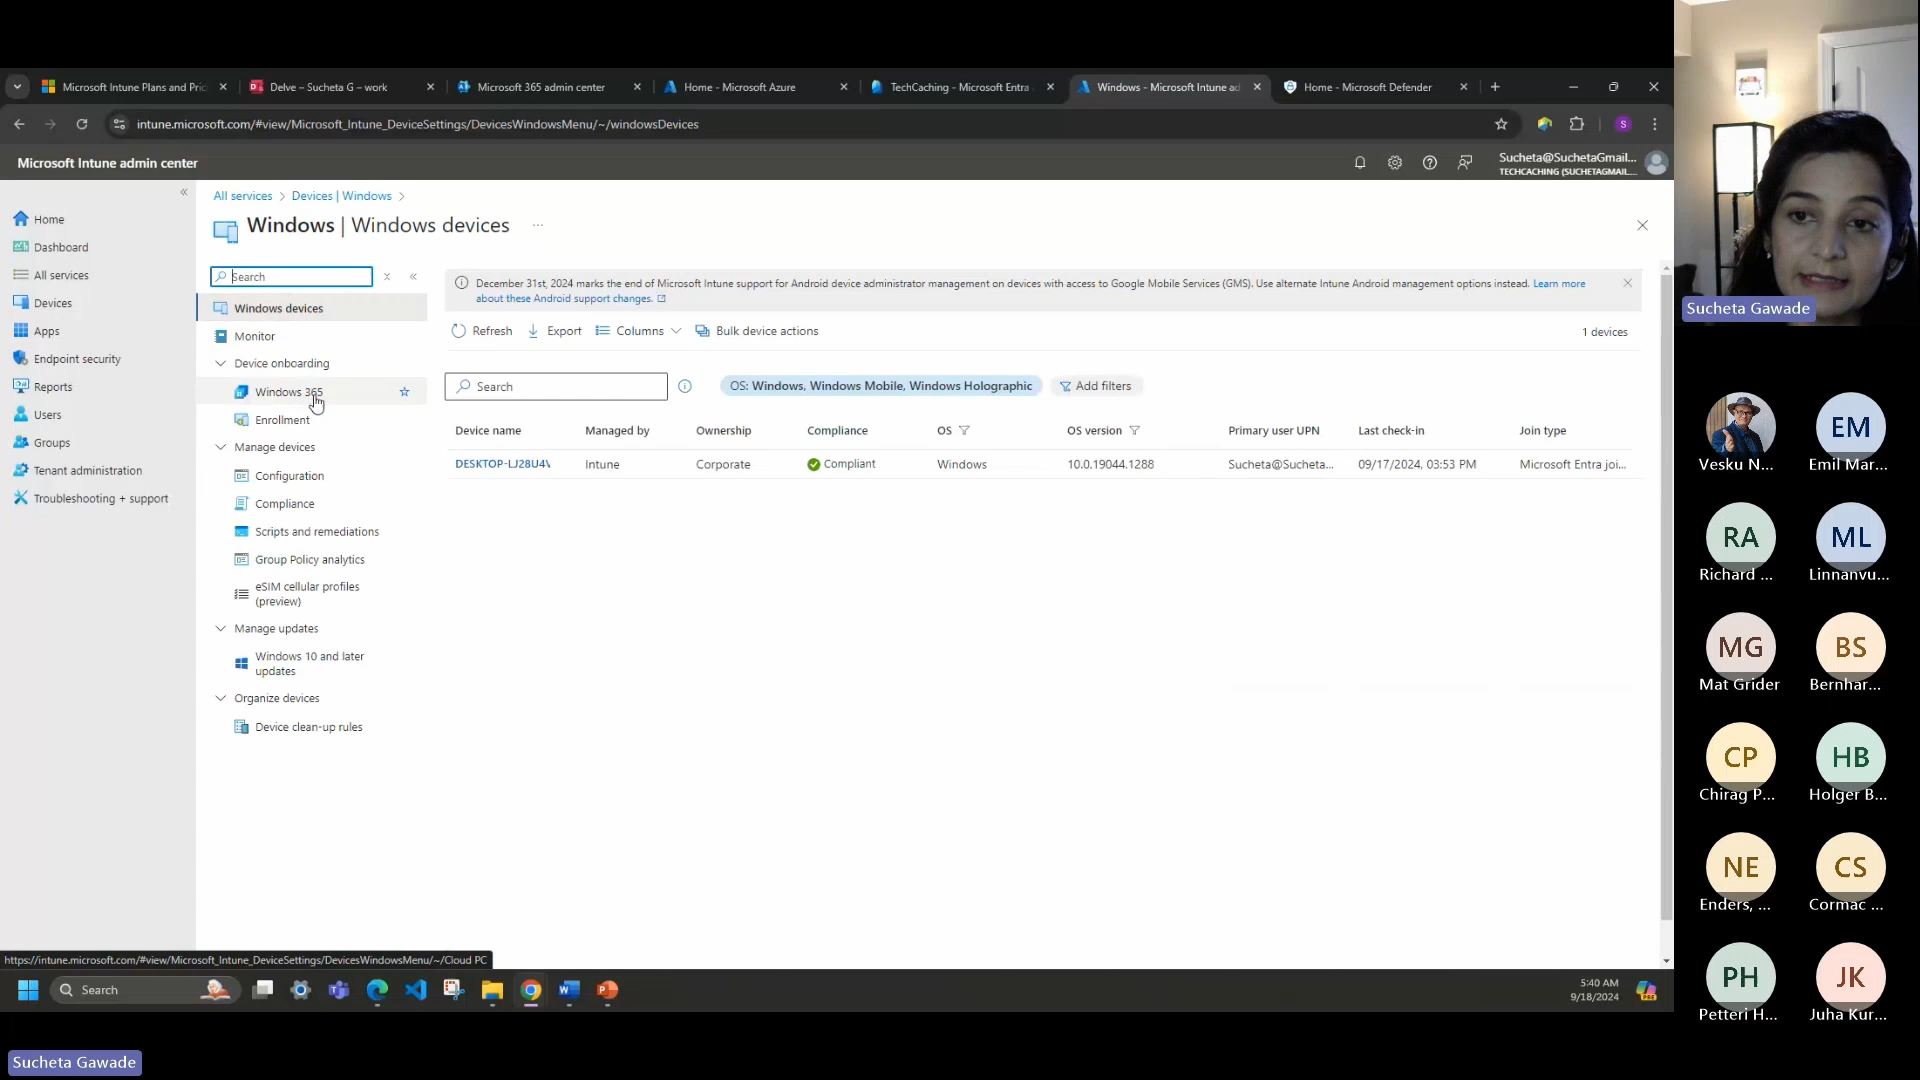 Microsoft Intune Plans and Pric
Delve – Sucheta G – work
Microsoft 365 admin center
Home - Microsoft Azure
TechCaching - Microsoft Entra
Windows - Microsoft Intune ad
Home - Microsoft Defender
intune.microsoft.com/#view/Microsoft_Intune_DeviceSettings/DevicesWindowsMenu/~/windowsDevices
S
Microsoft Intune admin center
Sucheta@SuchetaGmail...
TECHCACHING (SUCHETAGMAIL...
Home
Dashboard
All services
Devices
Apps
Endpoint security
Reports
Users
Groups
Tenant administration
Troubleshooting + support
All services > Devices | Windows >
Windows | Windows devices
...
Search
Windows devices
Monitor
Device onboarding
Windows 365
Enrollment
Manage devices
Configuration
Compliance
Scripts and remediations
Group Policy analytics
eSIM cellular profiles
(preview)
Manage updates
Windows 10 and later
updates
Organize devices
Device clean-up rules
December 31st, 2024 marks the end of Microsoft Intune support for Android device administrator management on devices with access to Google Mobile Services (GMS). Use alternate Intune Android management options instead. Learn more
about these Android support changes.
Refresh Export Columns Bulk device actions
1 devices
Search
OS: Windows, Windows Mobile, Windows Holographic
Add filters
Device name Managed by Ownership Compliance OS OS version Primary user UPN Last check-in Join type
DESKTOP-LJ28U4V Intune Corporate Compliant Windows 10.0.19044.1288 Sucheta@Sucheta... 09/17/2024, 03:53 PM Microsoft Entra joi...
https://intune.microsoft.com/#view/Microsoft_Intune_DeviceSettings/DevicesWindowsMenu/~/Cloud PC
Search
5:40 AM
9/18/2024
Sucheta Gawade
Vesku N...
EM
Emil Mar...
RA
Richard ...
ML
Linnanvu...
MG
Mat Grider
BS
Bernhar...
CP
Chirag P...
HB
Holger B...
NE
Enders, ...
CS
Cormac ...
PH
Petteri H...
JK
Juha Kur...
Sucheta Gawade